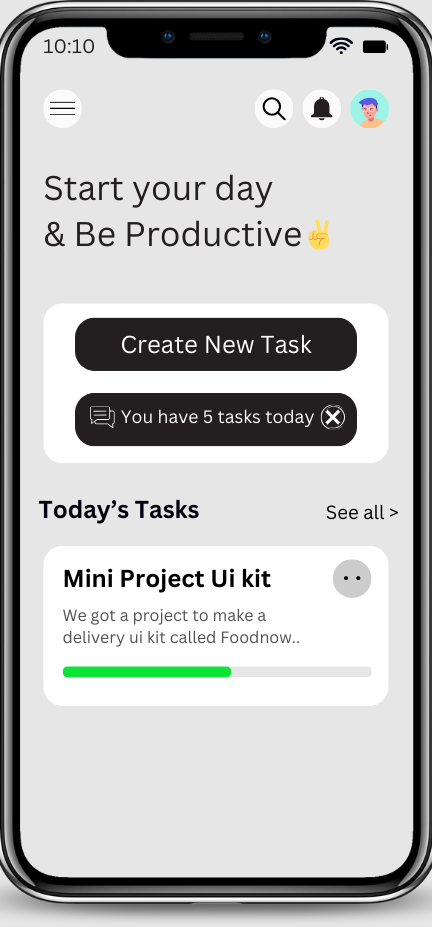 10:10
Start your day
& Be Productive✌️
Create New Task
You have 5 tasks today
Today’s Tasks
See all >
Mini Project Ui kit
We got a project to make a
delivery ui kit called Foodnow..